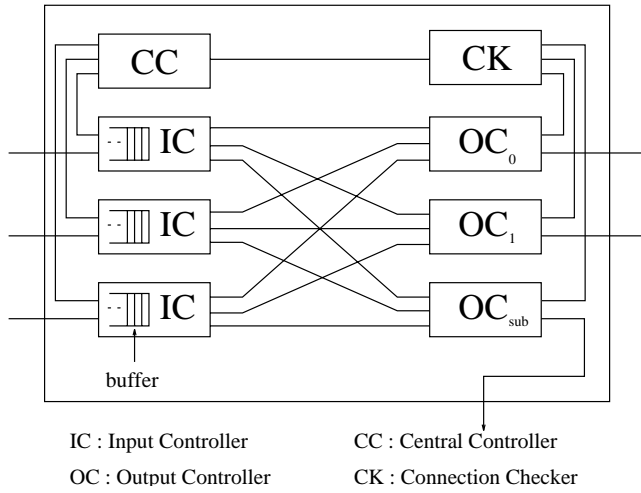 CC CK
IC OC0
IC OC1
IC OCsub
buffer
IC : Input Controller CC : Central Controller
OC : Output Controller CK : Connection Checker